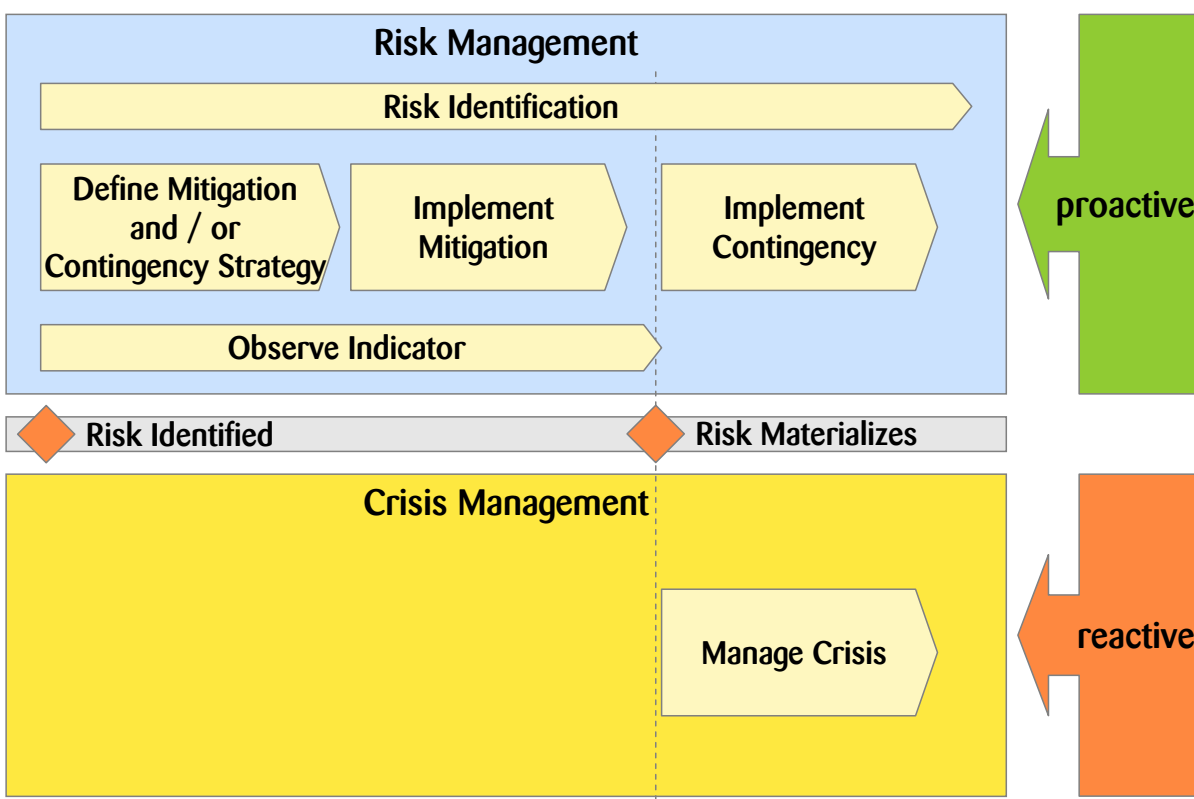 Risk Management
Risk Identification
Define Mitigation
and / or
Contingency Strategy
Implement
Mitigation
Implement
Contingency
proactive
Observe Indicator
Risk Identified
Risk Materializes
Crisis Management
Manage Crisis
reactive